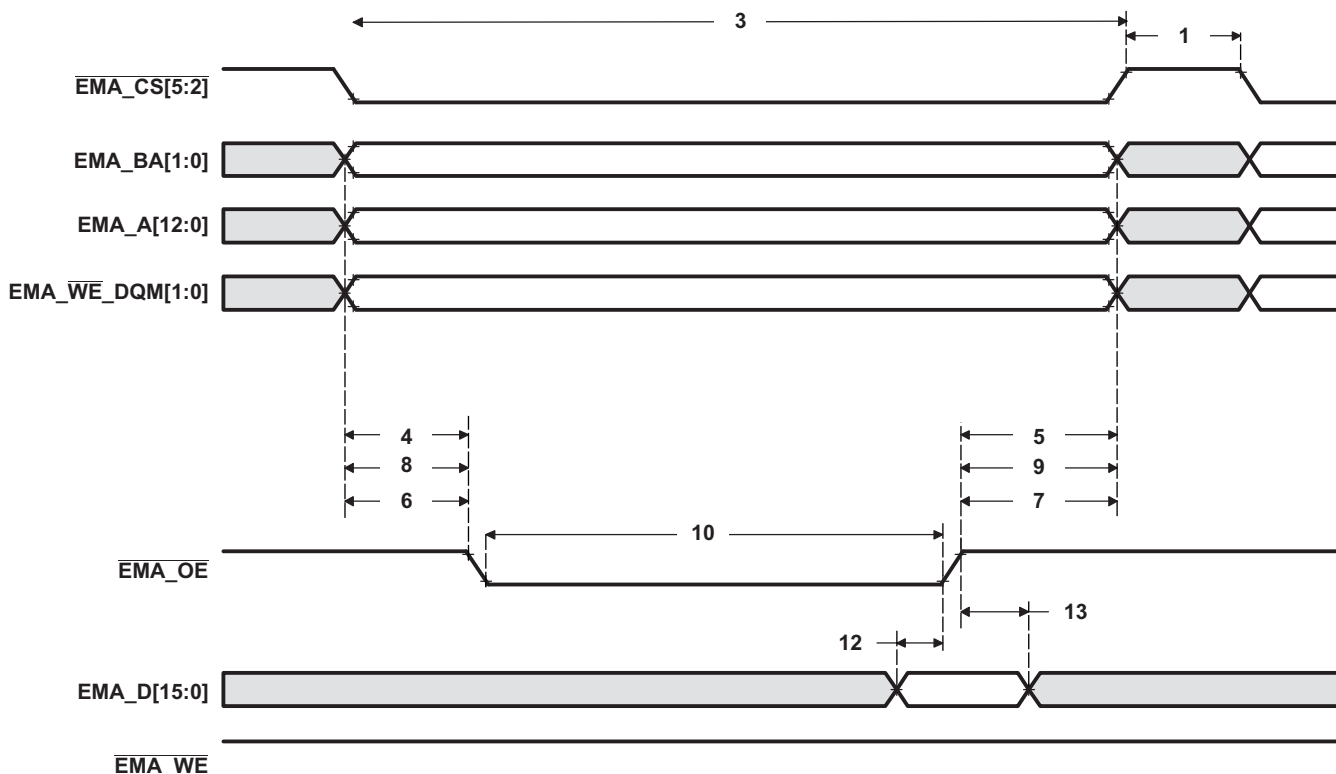 3
1
EMA_CS[5:2]
EMA_BA[1:0]
EMA_A[12:0]
EMA_WE_DQM[1:0]
4 5
8 9
6 7
10
EMA_OE
13
12
EMA_D[15:0]
EMA_WE